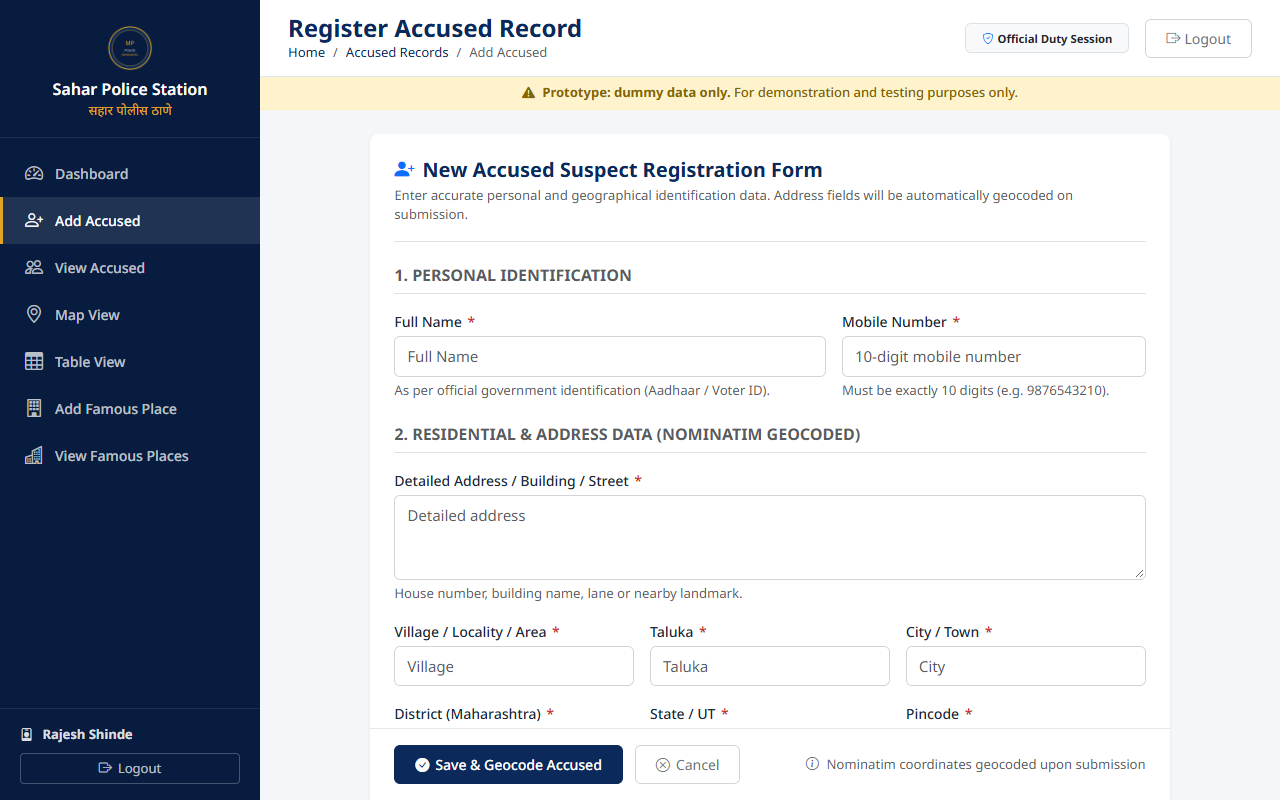 MP
Sahar Police Station
सहार पोलीस ठाणे
Dashboard
Add Accused
View Accused
Map View
Table View
Add Famous Place
View Famous Places
Rajesh Shinde
Logout
Register Accused Record
Home / Accused Records / Add Accused
Official Duty Session
Logout
Prototype: dummy data only. For demonstration and testing purposes only.
New Accused Suspect Registration Form
Enter accurate personal and geographical identification data. Address fields will be automatically geocoded on
submission.
1. PERSONAL IDENTIFICATION
Full Name * Mobile Number *
Full Name 10-digit mobile number
As per official government identification (Aadhaar / Voter ID). Must be exactly 10 digits (e.g. 9876543210).
2. RESIDENTIAL & ADDRESS DATA (NOMINATIM GEOCODED)
Detailed Address / Building / Street *
Detailed address
House number, building name, lane or nearby landmark.
Village / Locality / Area * Taluka * City / Town *
Village Taluka City
District (Maharashtra) * State / UT * Pincode *
Save & Geocode Accused Cancel Nominatim coordinates geocoded upon submission